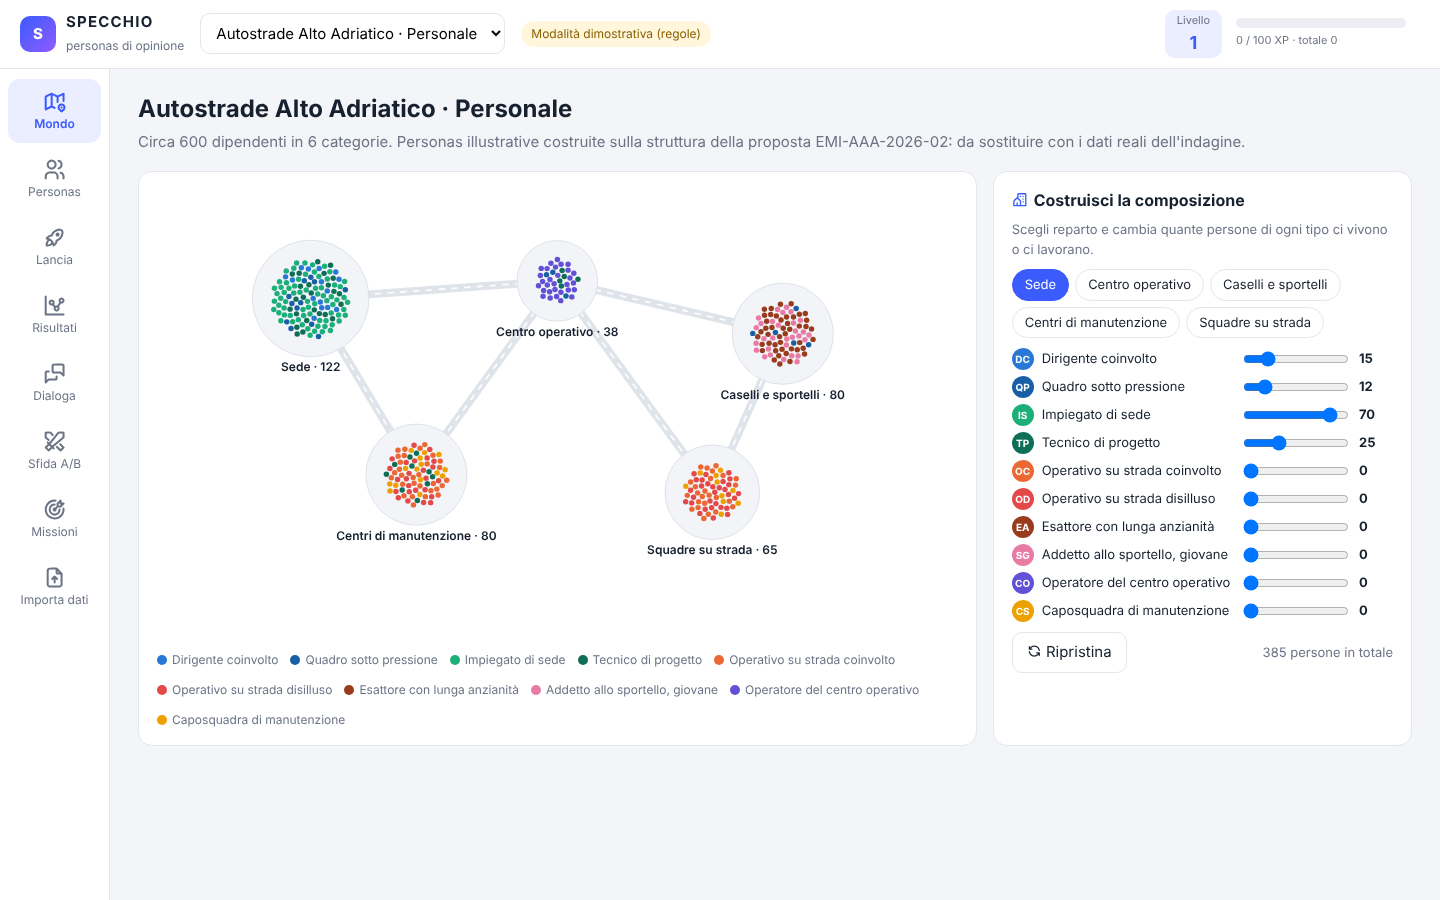 S
SPECCHIO
personas di opinione
Autostrade Alto Adriatico · Personale
Modalità dimostrativa (regole)
Livello
1
0 / 100 XP · totale 0
Mondo
Personas
Lancia
Risultati
Dialoga
Sfida A/B
Missioni
Importa dati
Autostrade Alto Adriatico · Personale
Circa 600 dipendenti in 6 categorie. Personas illustrative costruite sulla struttura della proposta EMI-AAA-2026-02: da sostituire con i dati reali dell'indagine.
Sede · 122
Centro operativo · 38
Caselli e sportelli · 80
Centri di manutenzione · 80
Squadre su strada · 65
Dirigente coinvolto
Quadro sotto pressione
Impiegato di sede
Tecnico di progetto
Operativo su strada coinvolto
Operativo su strada disilluso
Esattore con lunga anzianità
Addetto allo sportello, giovane
Operatore del centro operativo
Caposquadra di manutenzione
Costruisci la composizione
Scegli reparto e cambia quante persone di ogni tipo ci vivono
o ci lavorano.
Sede
Centro operativo
Caselli e sportelli
Centri di manutenzione
Squadre su strada
DC Dirigente coinvolto 15
QP Quadro sotto pressione 12
IS Impiegato di sede 70
TP Tecnico di progetto 25
OC Operativo su strada coinvolto 0
OD Operativo su strada disilluso 0
EA Esattore con lunga anzianità 0
SG Addetto allo sportello, giovane 0
CO Operatore del centro operativo 0
CS Caposquadra di manutenzione 0
Ripristina
385 persone in totale